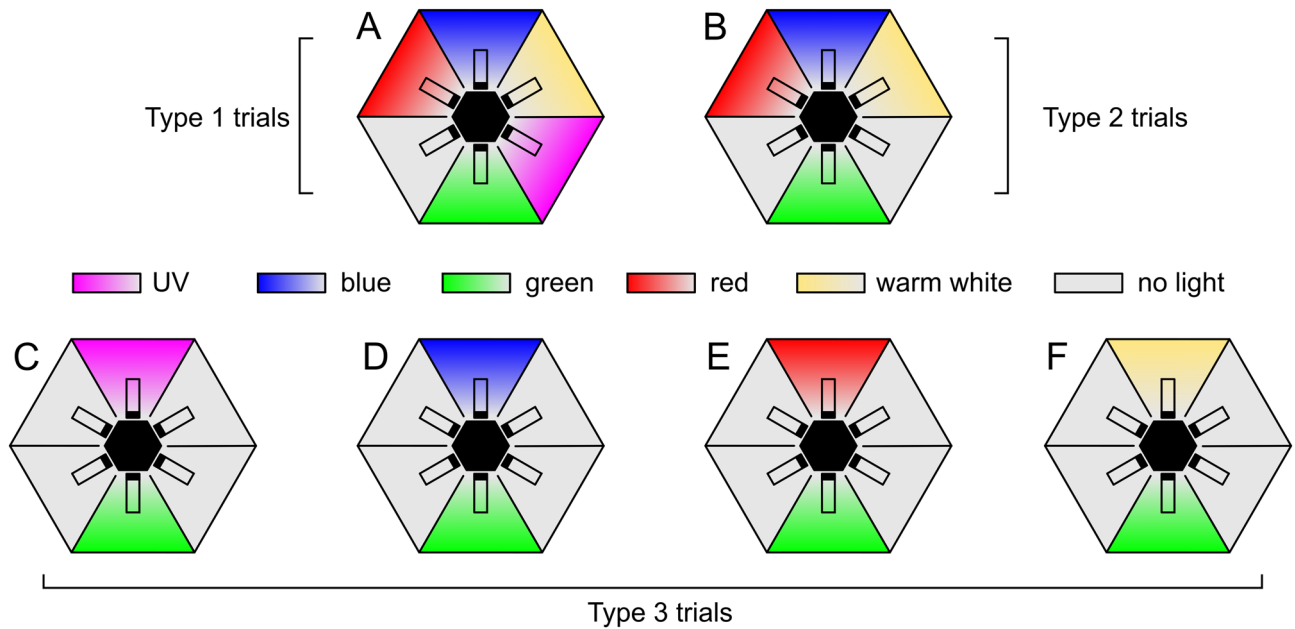 A
B
Type 1 trials
Type 2 trials
UV
blue
green
red
warm white
no light
C
D
E
F
Type 3 trials